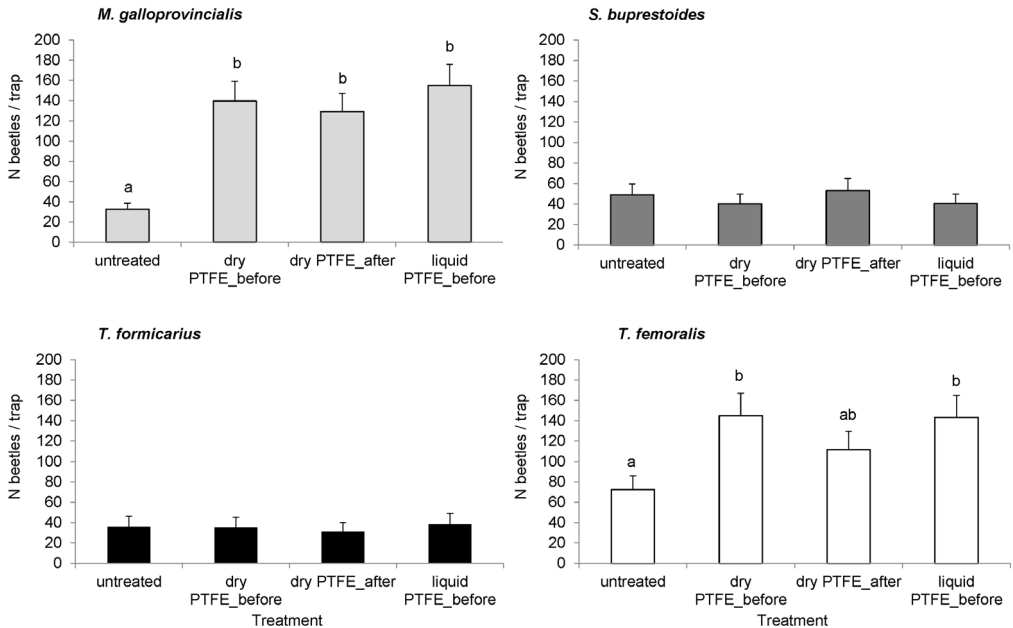 M. galloprovincialis
N beetles / trap
200
180
160
140
120
100
80
60
40
20
0
a
b
b
b
untreated
dry
PTFE_before
dry PTFE_after
liquid
PTFE_before
S. buprestoides
N beetles / trap
200
180
160
140
120
100
80
60
40
20
0
untreated
dry
PTFE_before
dry PTFE_after
liquid
PTFE_before
T. formicarius
N beetles / trap
200
180
160
140
120
100
80
60
40
20
0
untreated
dry
PTFE_before
dry PTFE_after
liquid
PTFE_before
Treatment
T. femoralis
N beetles / trap
200
180
160
140
120
100
80
60
40
20
0
a
b
ab
b
untreated
dry
PTFE_before
dry PTFE_after
liquid
PTFE_before
Treatment